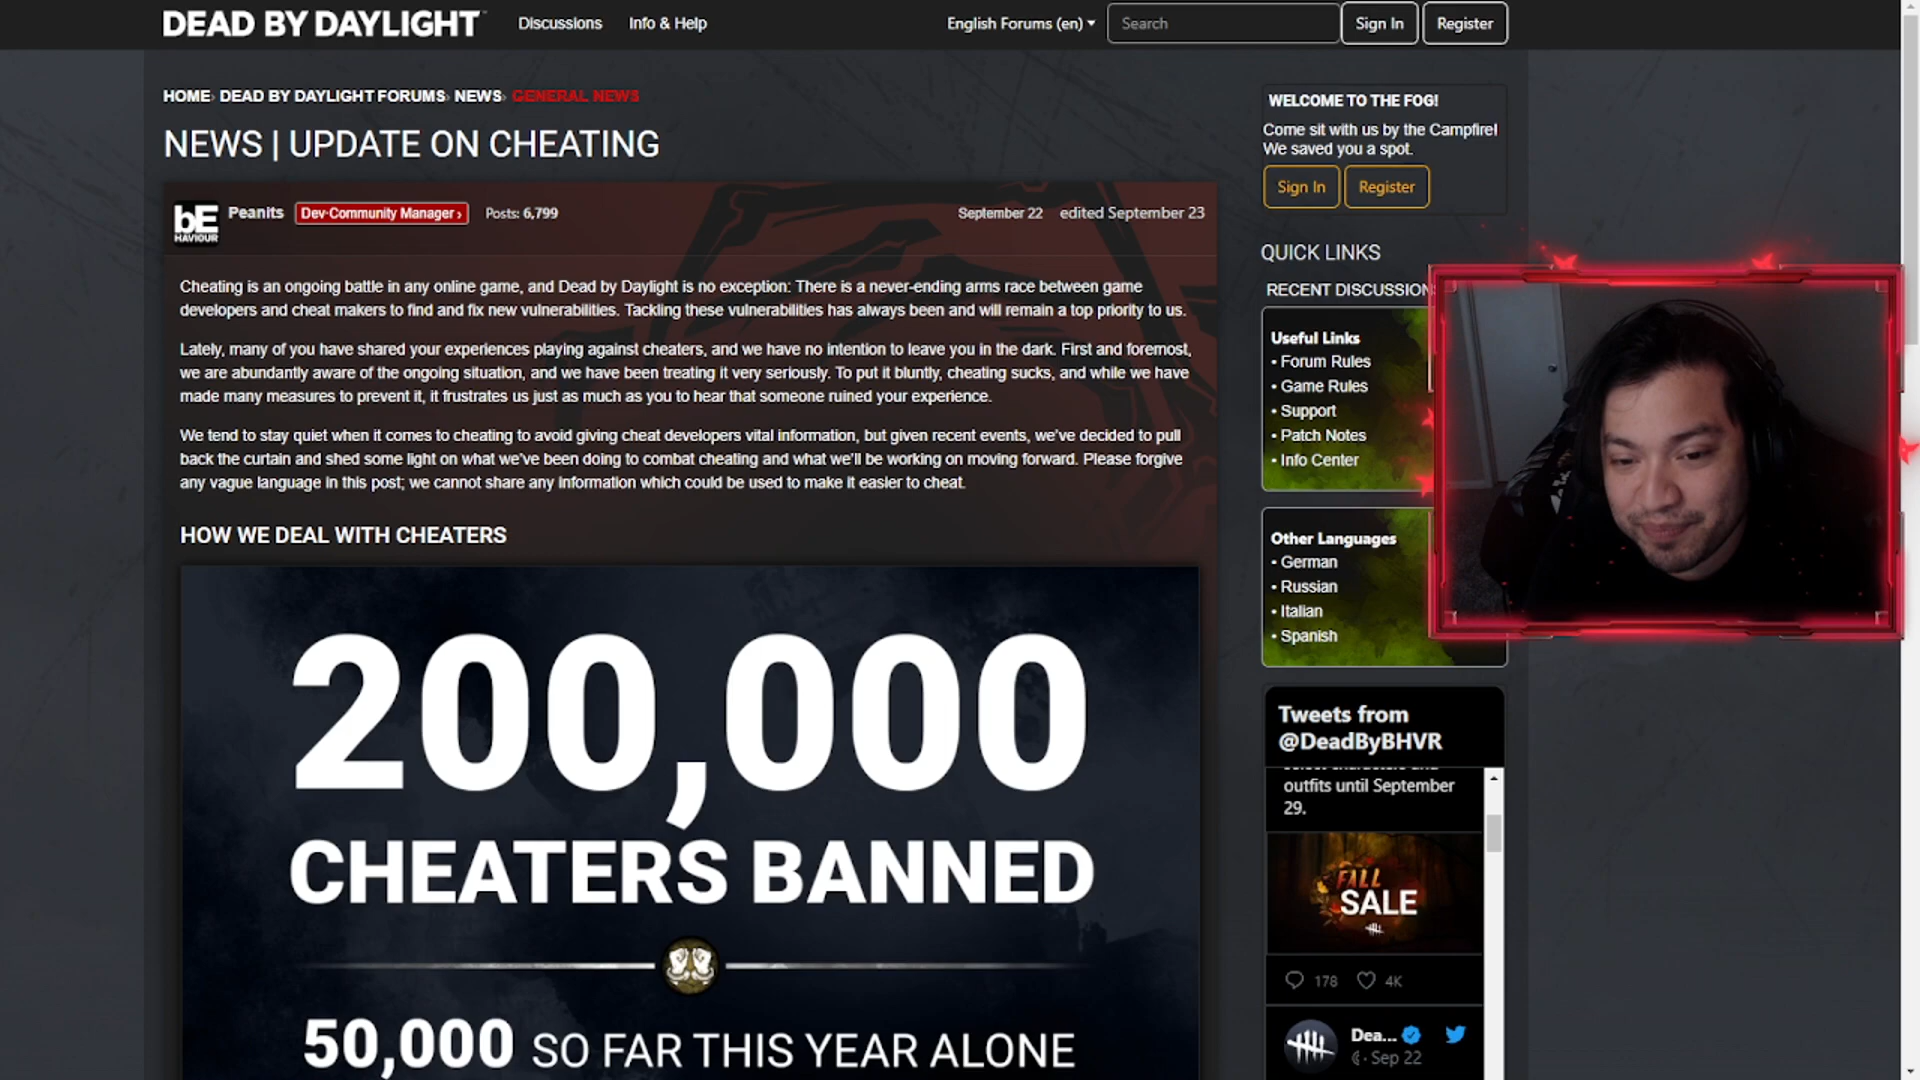 DEAD BY DAYLIGHT
Discussions
Info & Help
English Forums (en)
Search
Sign In
Register
HOME› DEAD BY DAYLIGHT FORUMS› NEWS› GENERAL NEWS
NEWS | UPDATE ON CHEATING
bE
HAVIOUR
Peanits
Dev·Community Manager ›
Posts: 6,799
September 22
edited September 23
Cheating is an ongoing battle in any online game, and Dead by Daylight is no exception: There is a never-ending arms race between game
developers and cheat makers to find and fix new vulnerabilities. Tackling these vulnerabilities has always been and will remain a top priority to us.
Lately, many of you have shared your experiences playing against cheaters, and we have no intention to leave you in the dark. First and foremost,
we are abundantly aware of the ongoing situation, and we have been treating it very seriously. To put it bluntly, cheating sucks, and while we have
made many measures to prevent it, it frustrates us just as much as you to hear that someone ruined your experience.
We tend to stay quiet when it comes to cheating to avoid giving cheat developers vital information, but given recent events, we've decided to pull
back the curtain and shed some light on what we've been doing to combat cheating and what we'll be working on moving forward. Please forgive
any vague language in this post; we cannot share any information which could be used to make it easier to cheat.
HOW WE DEAL WITH CHEATERS
200,000
CHEATERS BANNED
50,000 SO FAR THIS YEAR ALONE
WELCOME TO THE FOG!
Come sit with us by the Campfire!
We saved you a spot.
Sign In
Register
QUICK LINKS
RECENT DISCUSSION
Useful Links
• Forum Rules
• Game Rules
• Support
• Patch Notes
• Info Center
Other Languages
• German
• Russian
• Italian
• Spanish
Tweets from
@DeadByBHVR
outfits until September
29.
FALL
SALE
178
4K
Dea...
· Sep 22